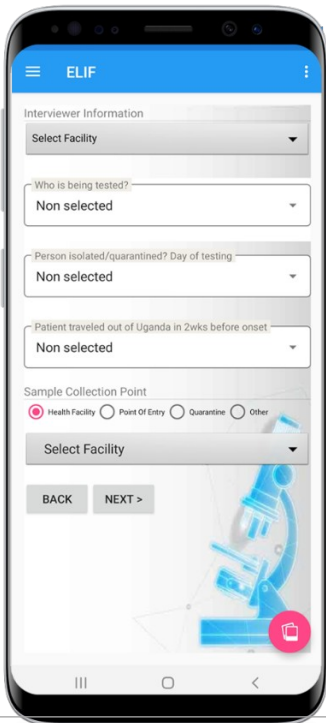 ELIF
Interviewer Information
Select Facility
Who is being tested?
Non selected
Person isolated/quarantined? Day of testing
Non selected
Patient traveled out of Uganda in 2wks before onset
Non selected
Sample Collection Point
Health Facility Point Of Entry Quarantine Other
Select Facility
BACK NEXT >